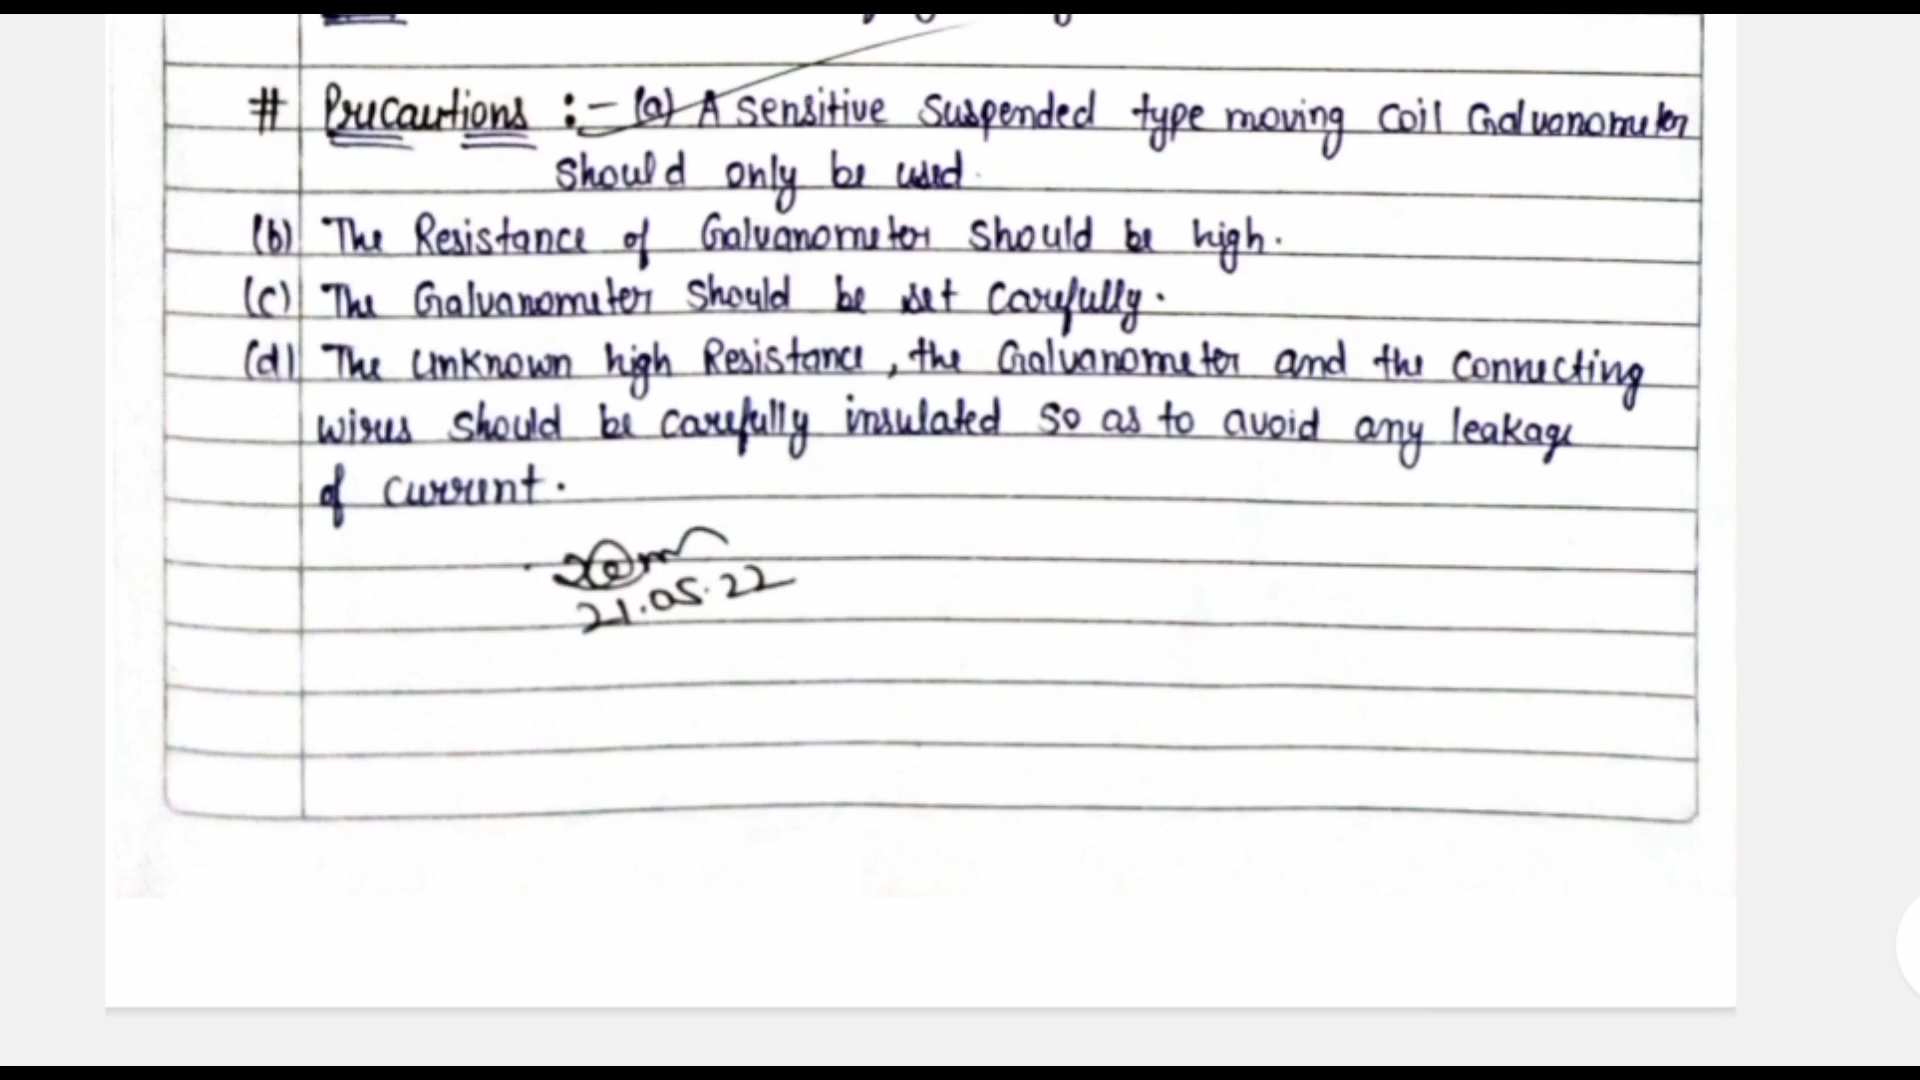 # Precautions :- (a) A sensitive suspended type moving coil Galvanometer
should only be used.
(b) The Resistance of Galvanometer should be high.
(c) The Galvanometer should be set carefully.
(d) The unknown high Resistance, the Galvanometer and the connecting
wires should be carefully insulated so as to avoid any leakage
of current.
21.05.22